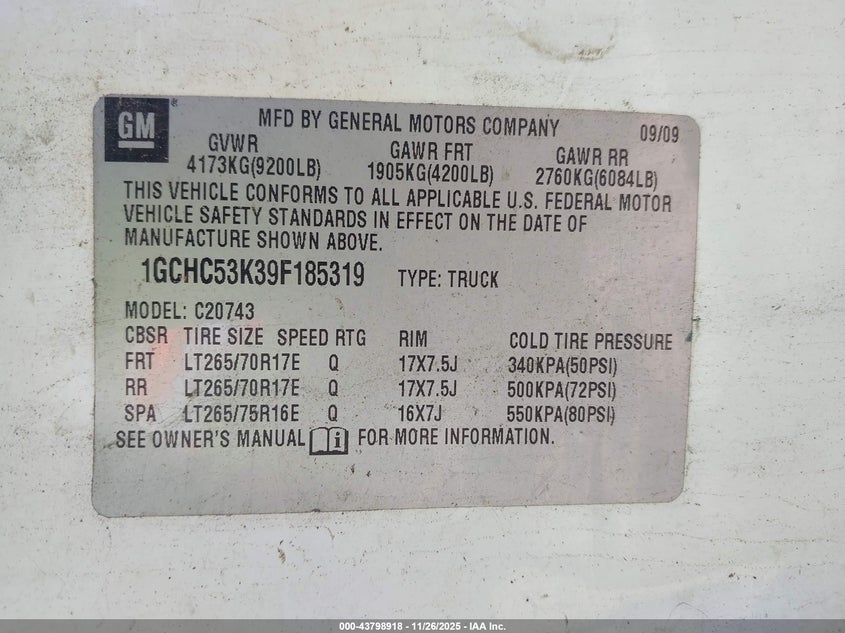 GM
MFD BY GENERAL MOTORS COMPANY 09/09
GVWR GAWR FRT GAWR RR
4173KG(9200LB) 1905KG(4200LB) 2760KG(6084LB)
THIS VEHICLE CONFORMS TO ALL APPLICABLE U.S. FEDERAL MOTOR
VEHICLE SAFETY STANDARDS IN EFFECT ON THE DATE OF
MANUFACTURE SHOWN ABOVE.
1GCHC53K39F185319 TYPE: TRUCK
MODEL: C20743
CBSR TIRE SIZE SPEED RTG RIM COLD TIRE PRESSURE
FRT LT265/70R17E Q 17X7.5J 340KPA(50PSI)
RR LT265/70R17E Q 17X7.5J 500KPA(72PSI)
SPA LT265/75R16E Q 16X7J 550KPA(80PSI)
SEE OWNER'S MANUAL FOR MORE INFORMATION.
000-43798918 | 11/26/2025 | IAA Inc.